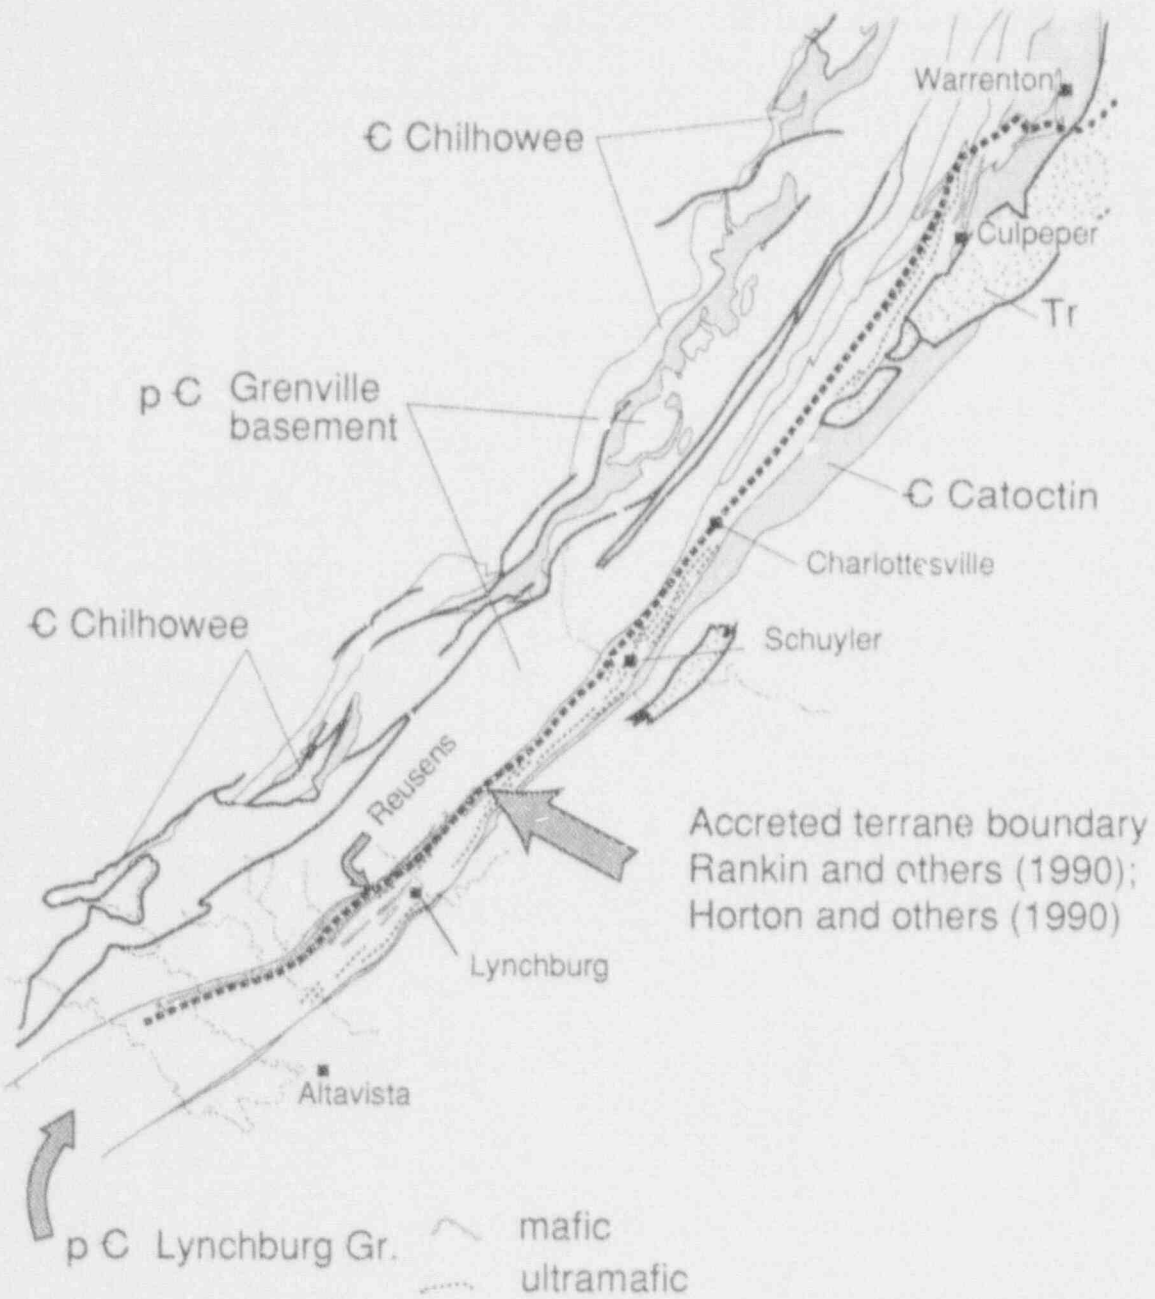 Warrenton
Ꞓ Chilhowee
Culpeper
Tr
p Ꞓ Grenville
basement
Ꞓ Catoctin
Charlottesville
Ꞓ Chilhowee
Schuyler
Reusens
Accreted terrane boundary
Rankin and others (1990);
Horton and others (1990)
Lynchburg
Altavista
p Ꞓ Lynchburg Gr.
mafic
ultramafic